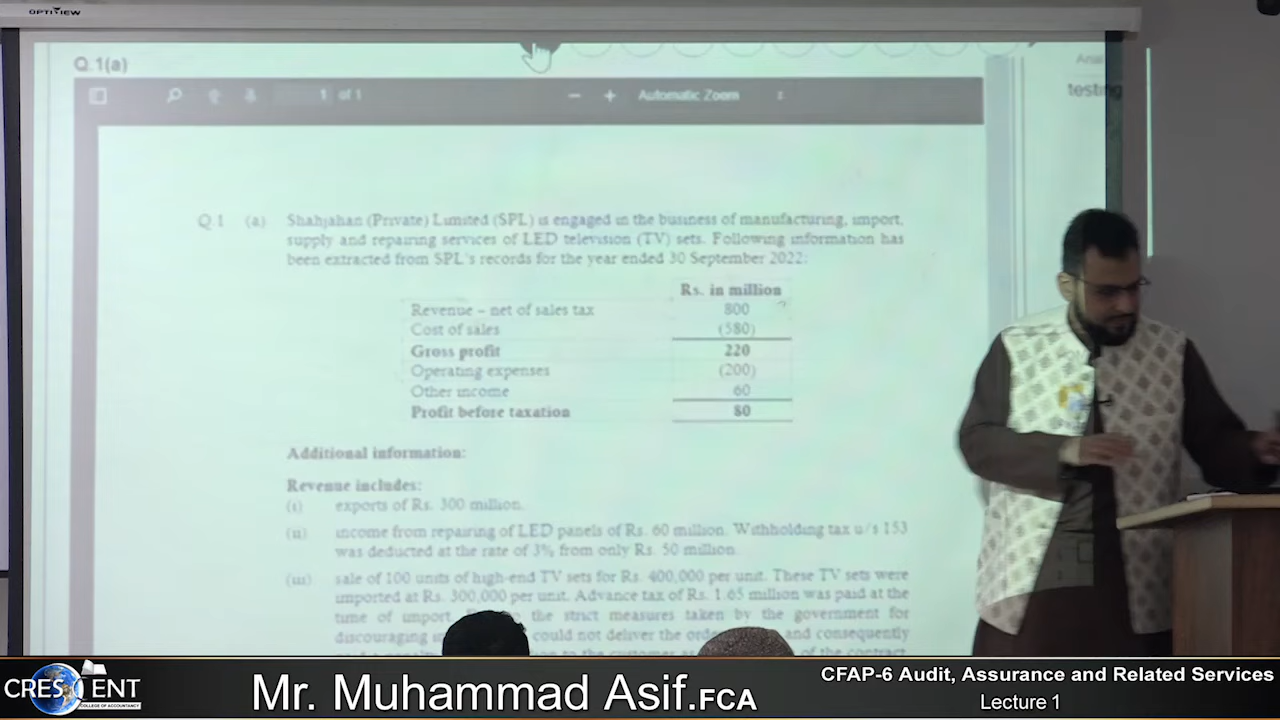 OPTIVIEW
Q.1(a)
1 of 1
Automatic Zoom
testing
Q.1 (a) Shahjahan (Private) Limited (SPL) is engaged in the business of manufacturing, import,
supply and repairing services of LED television (TV) sets. Following information has
been extracted from SPL's records for the year ended 30 September 2022:
Rs. in million
Revenue – net of sales tax 800
Cost of sales (580)
Gross profit 220
Operating expenses (200)
Other income 60
Profit before taxation 80
Additional information:
Revenue includes:
(i) exports of Rs. 300 million.
(ii) income from repairing of LED panels of Rs. 60 million. Withholding tax u/s 153
was deducted at the rate of 3% from only Rs. 50 million.
(iii) sale of 100 units of high-end TV sets for Rs. 400,000 per unit. These TV sets were
imported at Rs. 300,000 per unit. Advance tax of Rs. 1.65 million was paid at the
time of import. the strict measures taken by the government for
discouraging could not deliver the and consequently
to the customer of the contract.
CRESCENT
COLLEGE OF ACCOUNTANCY
Mr. Muhammad Asif.FCA
CFAP-6 Audit, Assurance and Related Services
Lecture 1